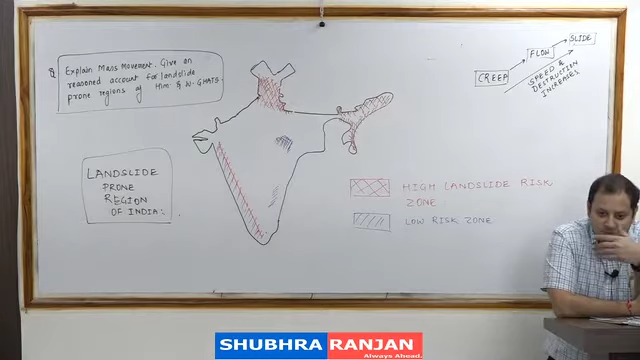 Q Explain Mass Movement. Give an
reasoned account for landslide
prone regions of Him & W. GHATS.
LANDSLIDE
PRONE
REGION
OF INDIA:
CREEP
FLOW
SLIDE
SPEED &
DESTRUCTION
INCREASES
HIGH LANDSLIDE RISK
ZONE
LOW RISK ZONE
SHUBHRA RANJAN
Always Ahead.